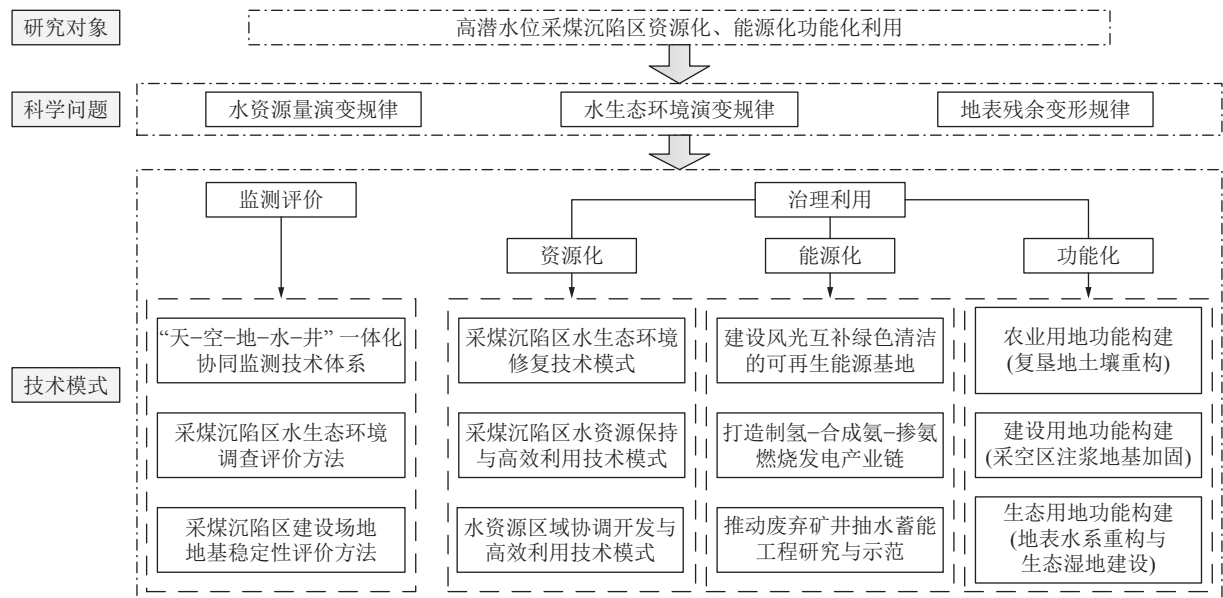 研究对象
高潜水位采煤沉陷区资源化、能源化功能化利用
科学问题
水资源量演变规律
水生态环境演变规律
地表残余变形规律
技术模式
监测评价
治理利用
资源化
能源化
功能化
“天−空−地−水−井” 一体化
协同监测技术体系
采煤沉陷区水生态环境
调查评价方法
采煤沉陷区建设场地
地基稳定性评价方法
采煤沉陷区水生态环境
修复技术模式
采煤沉陷区水资源保持
与高效利用技术模式
水资源区域协调开发与
高效利用技术模式
建设风光互补绿色清洁
的可再生能源基地
打造制氢−合成氨−掺氨
燃烧发电产业链
推动废弃矿井抽水蓄能
工程研究与示范
农业用地功能构建
(复垦地土壤重构)
建设用地功能构建
(采空区注浆地基加固)
生态用地功能构建
(地表水系重构与
生态湿地建设)